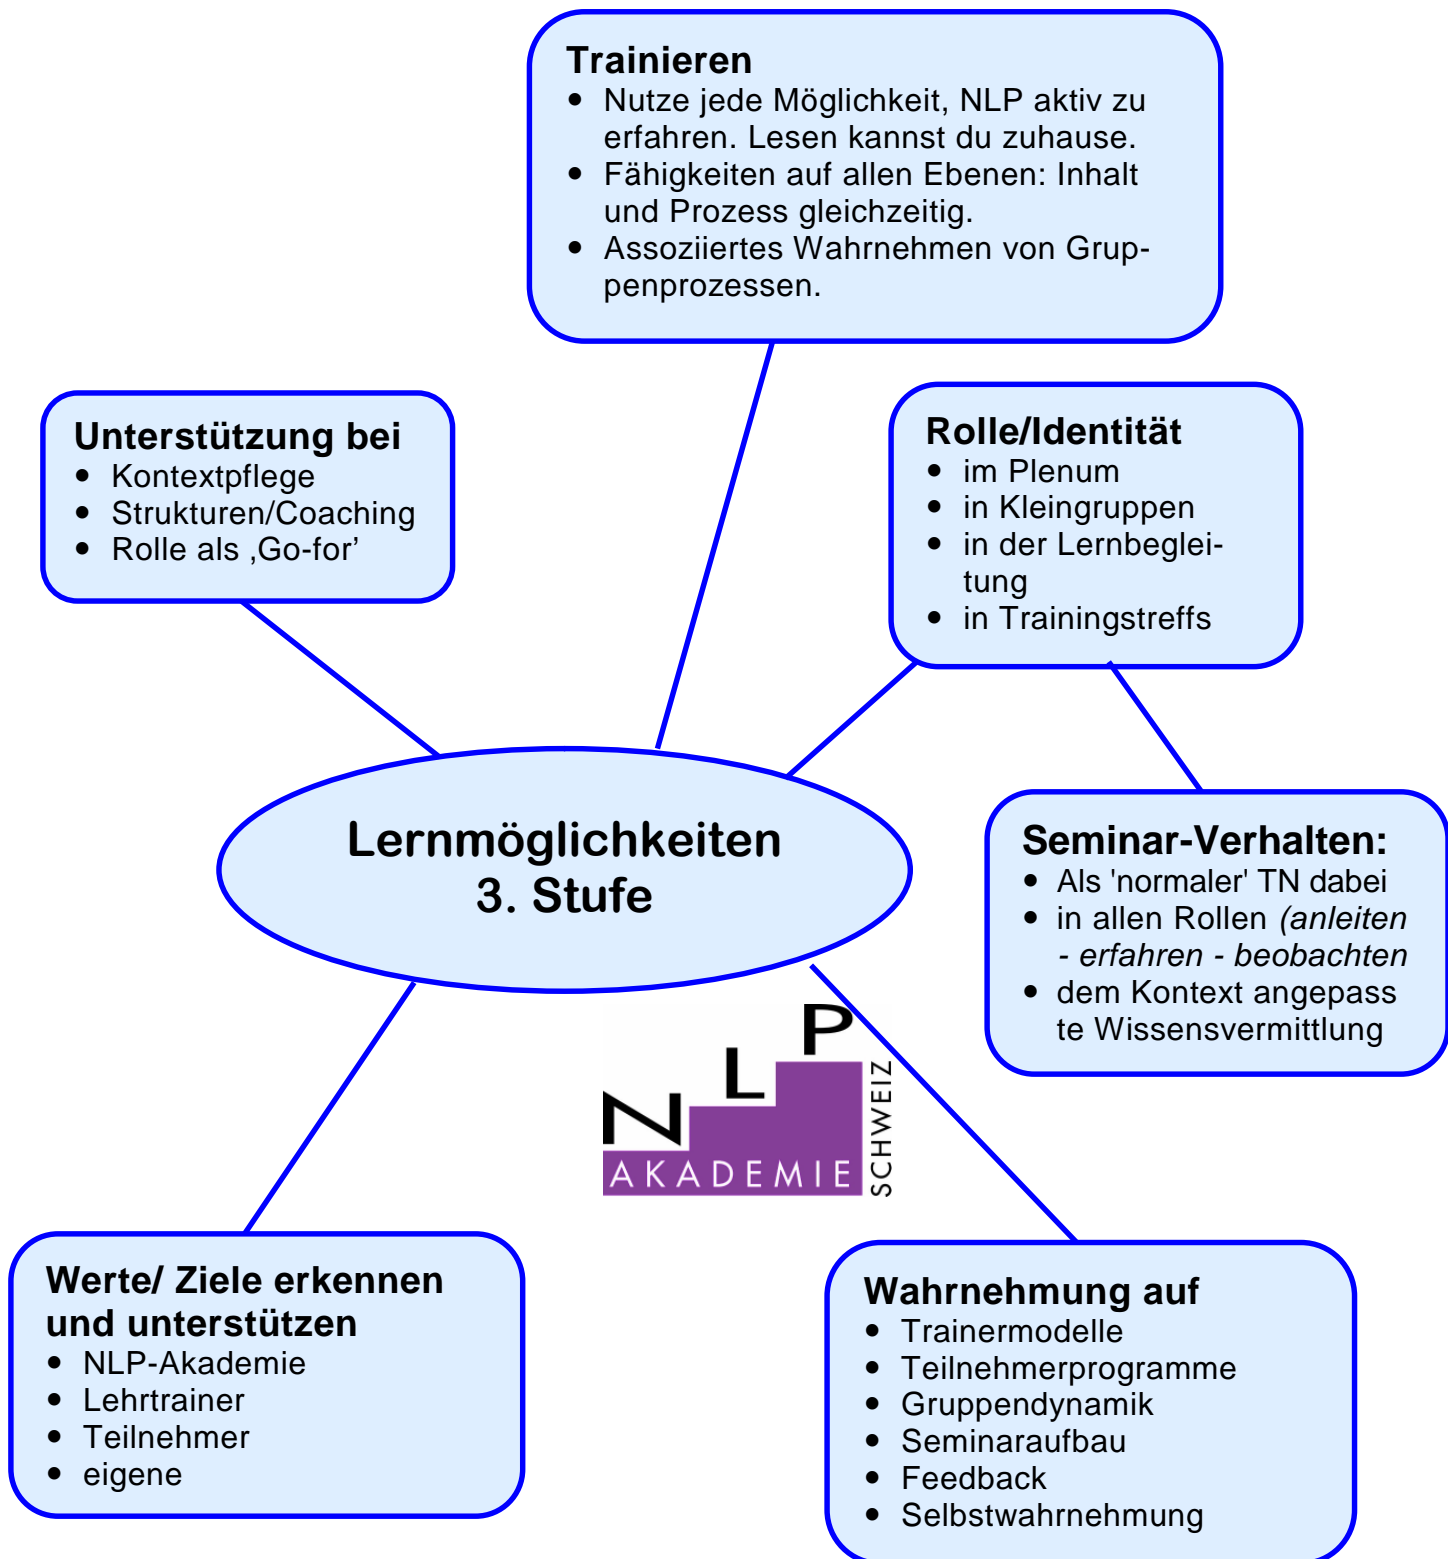 Trainieren
• Nutze jede Möglichkeit, NLP aktiv zu
erfahren. Lesen kannst du zuhause.
• Fähigkeiten auf allen Ebenen: Inhalt
und Prozess gleichzeitig.
• Assoziiertes Wahrnehmen von Grup-
penprozessen.
Unterstützung bei
• Kontextpflege
• Strukturen/Coaching
• Rolle als ‚Go-for’
Rolle/Identität
• im Plenum
• in Kleingruppen
• in der Lernbeglei-
tung
• in Trainingstreffs
Lernmöglichkeiten
3. Stufe
Seminar-Verhalten:
• Als 'normaler' TN dabei
• in allen Rollen (anleiten
- erfahren - beobachten
• dem Kontext angepass
te Wissensvermittlung
NLP
AKADEMIE
SCHWEIZ
Werte/ Ziele erkennen
und unterstützen
• NLP-Akademie
• Lehrtrainer
• Teilnehmer
• eigene
Wahrnehmung auf
• Trainermodelle
• Teilnehmerprogramme
• Gruppendynamik
• Seminaraufbau
• Feedback
• Selbstwahrnehmung